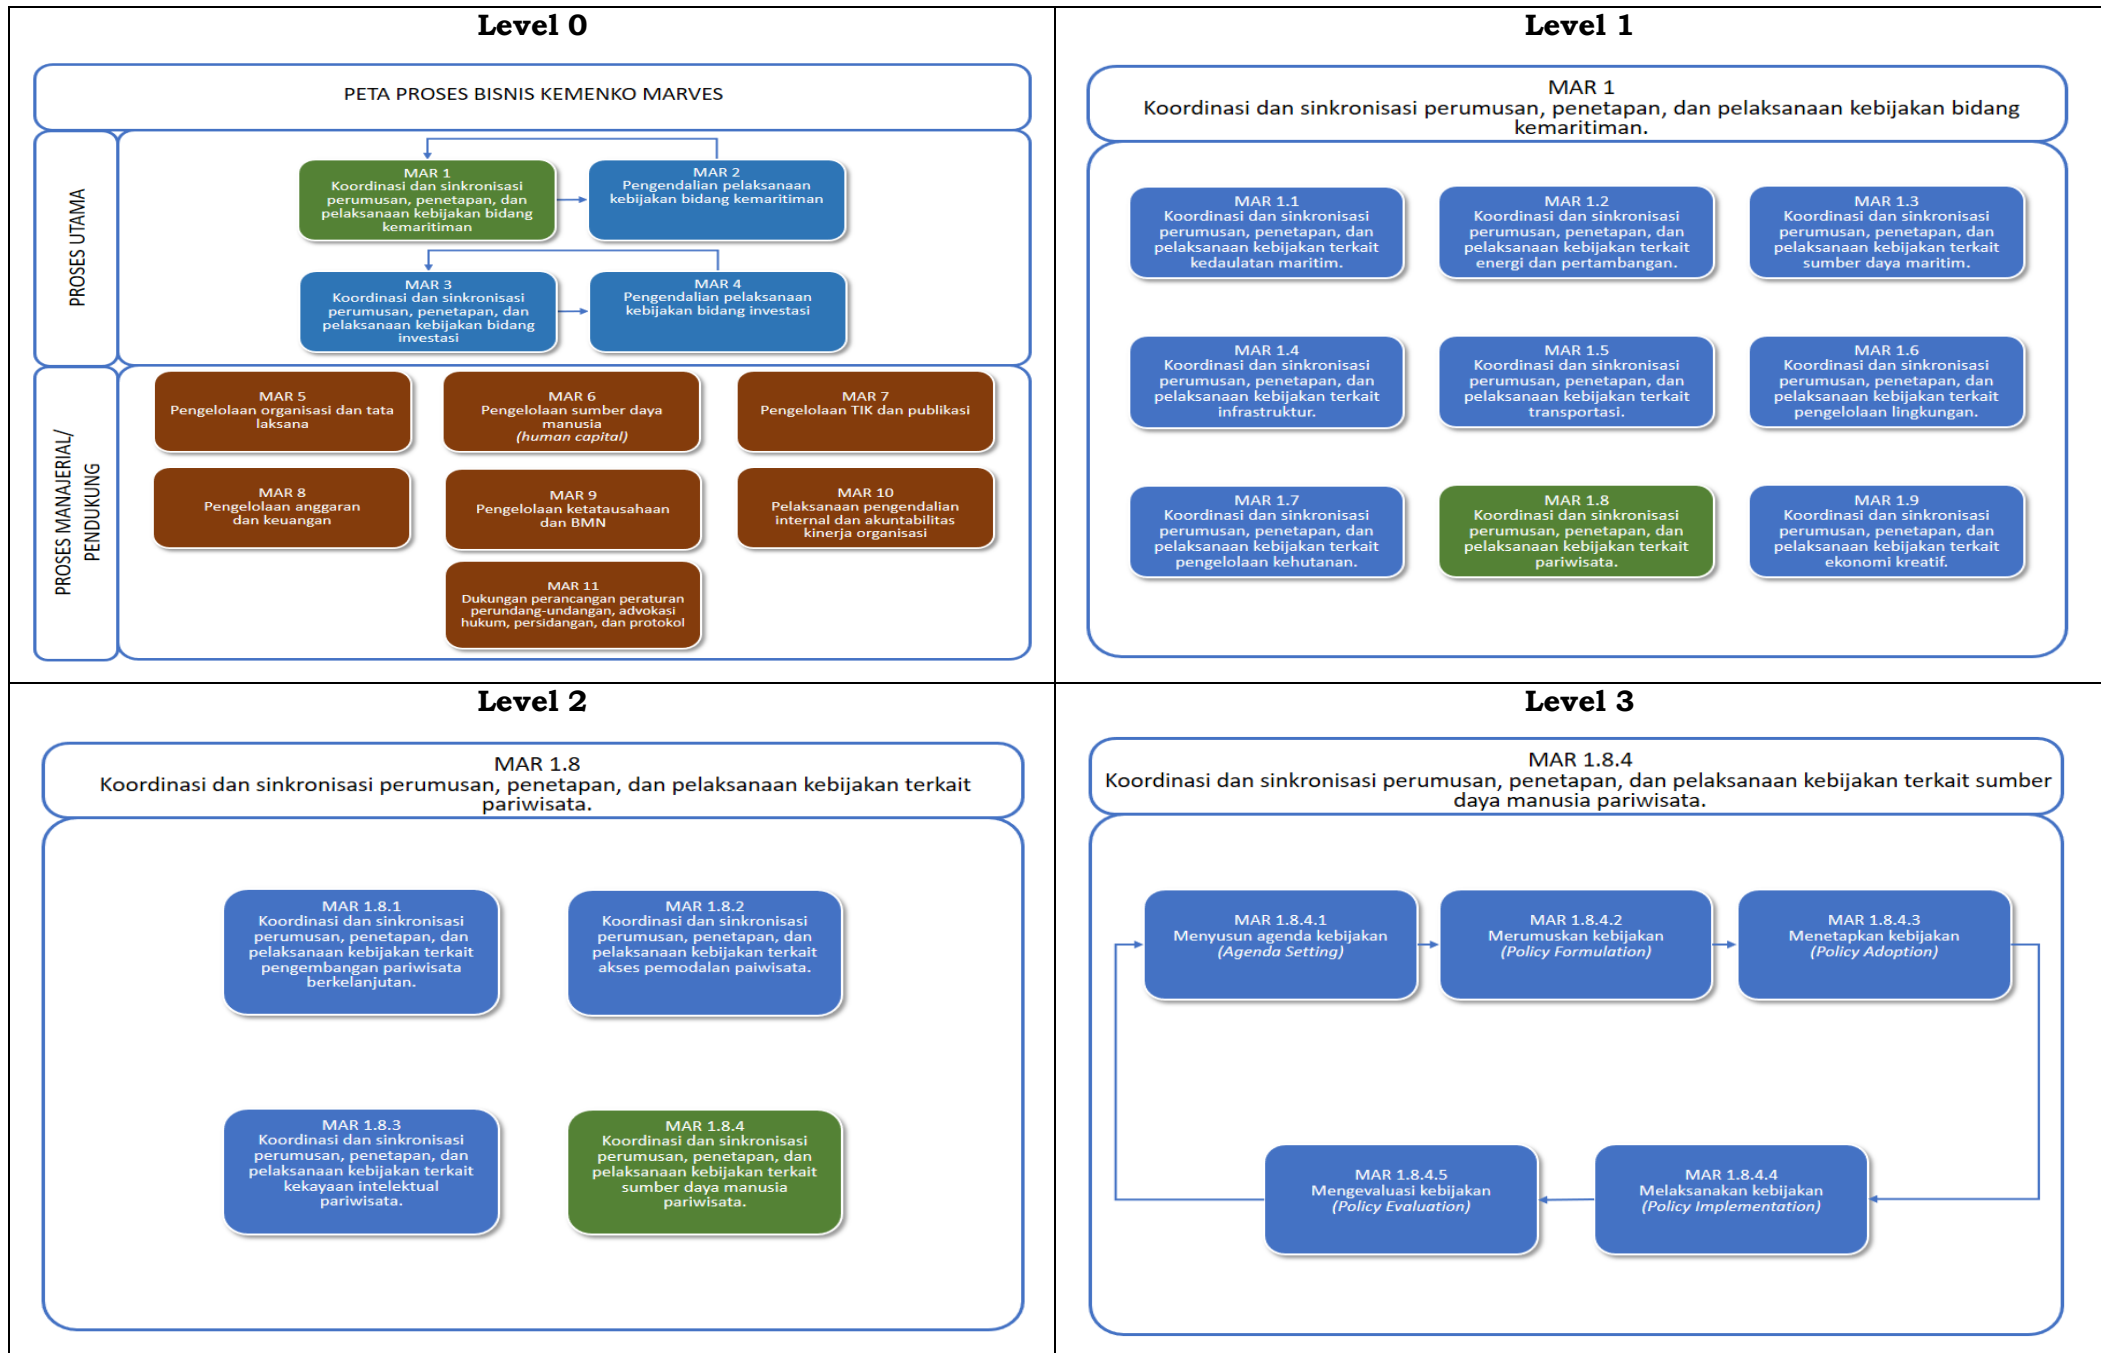 Level 0
PETA PROSES BISNIS KEMENKO MARVES
PROSES UTAMA
MAR 1
Koordinasi dan sinkronisasi
perumusan, penetapan, dan
pelaksanaan kebijakan bidang
kemaritiman
MAR 2
Pengendalian pelaksanaan
kebijakan bidang kemaritiman
MAR 3
Koordinasi dan sinkronisasi
perumusan, penetapan, dan
pelaksanaan kebijakan bidang
investasi
MAR 4
Pengendalian pelaksanaan
kebijakan bidang investasi
PROSES MANAJERIAL/
PENDUKUNG
MAR 5
Pengelolaan organisasi dan tata
laksana
MAR 6
Pengelolaan sumber daya
manusia
(human capital)
MAR 7
Pengelolaan TIK dan publikasi
MAR 8
Pengelolaan anggaran
dan keuangan
MAR 9
Pengelolaan ketatausahaan
dan BMN
MAR 10
Pelaksanaan pengendalian
internal dan akuntabilitas
kinerja organisasi
MAR 11
Dukungan perancangan peraturan
perundang-undangan, advokasi
hukum, persidangan, dan protokol
Level 1
MAR 1
Koordinasi dan sinkronisasi perumusan, penetapan, dan pelaksanaan kebijakan bidang
kemaritiman.
MAR 1.1
Koordinasi dan sinkronisasi
perumusan, penetapan, dan
pelaksanaan kebijakan terkait
kedaulatan maritim.
MAR 1.2
Koordinasi dan sinkronisasi
perumusan, penetapan, dan
pelaksanaan kebijakan terkait
energi dan pertambangan.
MAR 1.3
Koordinasi dan sinkronisasi
perumusan, penetapan, dan
pelaksanaan kebijakan terkait
sumber daya maritim.
MAR 1.4
Koordinasi dan sinkronisasi
perumusan, penetapan, dan
pelaksanaan kebijakan terkait
infrastruktur.
MAR 1.5
Koordinasi dan sinkronisasi
perumusan, penetapan, dan
pelaksanaan kebijakan terkait
transportasi.
MAR 1.6
Koordinasi dan sinkronisasi
perumusan, penetapan, dan
pelaksanaan kebijakan terkait
pengelolaan lingkungan.
MAR 1.7
Koordinasi dan sinkronisasi
perumusan, penetapan, dan
pelaksanaan kebijakan terkait
pengelolaan kehutanan.
MAR 1.8
Koordinasi dan sinkronisasi
perumusan, penetapan, dan
pelaksanaan kebijakan terkait
pariwisata.
MAR 1.9
Koordinasi dan sinkronisasi
perumusan, penetapan, dan
pelaksanaan kebijakan terkait
ekonomi kreatif.
Level 2
MAR 1.8
Koordinasi dan sinkronisasi perumusan, penetapan, dan pelaksanaan kebijakan terkait
pariwisata.
MAR 1.8.1
Koordinasi dan sinkronisasi
perumusan, penetapan, dan
pelaksanaan kebijakan terkait
pengembangan pariwisata
berkelanjutan.
MAR 1.8.2
Koordinasi dan sinkronisasi
perumusan, penetapan, dan
pelaksanaan kebijakan terkait
akses pemodalan paiwisata.
MAR 1.8.3
Koordinasi dan sinkronisasi
perumusan, penetapan, dan
pelaksanaan kebijakan terkait
kekayaan intelektual
pariwisata.
MAR 1.8.4
Koordinasi dan sinkronisasi
perumusan, penetapan, dan
pelaksanaan kebijakan terkait
sumber daya manusia
pariwisata.
Level 3
MAR 1.8.4
Koordinasi dan sinkronisasi perumusan, penetapan, dan pelaksanaan kebijakan terkait sumber
daya manusia pariwisata.
MAR 1.8.4.1
Menyusun agenda kebijakan
(Agenda Setting)
MAR 1.8.4.2
Merumuskan kebijakan
(Policy Formulation)
MAR 1.8.4.3
Menetapkan kebijakan
(Policy Adoption)
MAR 1.8.4.5
Mengevaluasi kebijakan
(Policy Evaluation)
MAR 1.8.4.4
Melaksanakan kebijakan
(Policy Implementation)